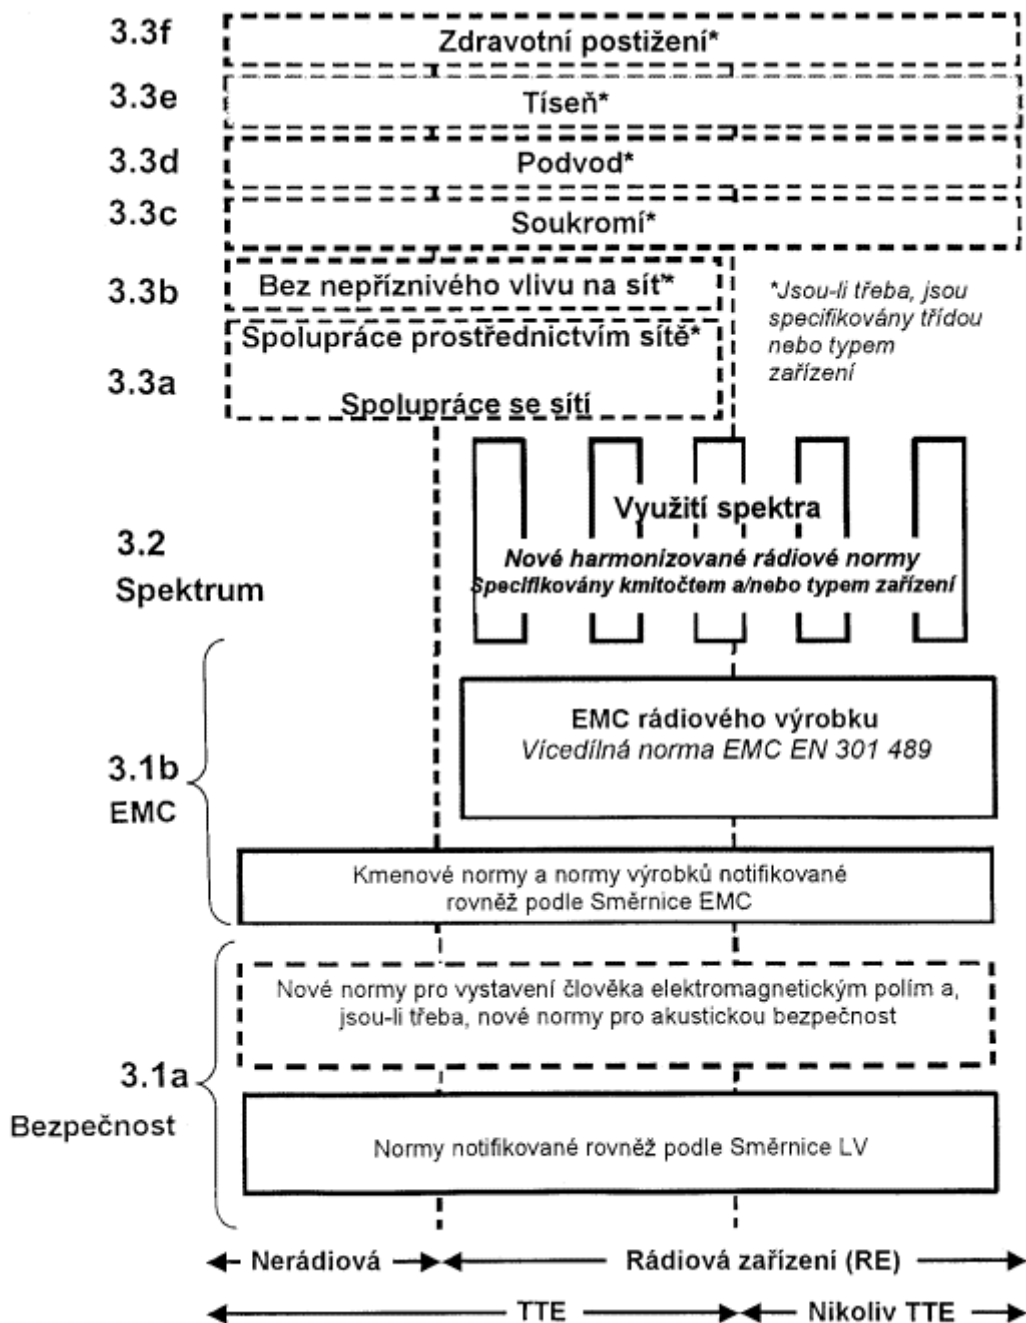 3.3f
Zdravotní postižení*
3.3e
Tíseň*
3.3d
Podvod*
3.3c
Soukromí*
3.3b
Bez nepříznivého vlivu na síť*
*Jsou-li třeba, jsou
specifikovány třídou
nebo typem
zařízení
3.3a
Spolupráce prostřednictvím sítě*
Spolupráce se sítí
3.2
Spektrum
Využití spektra
Nové harmonizované rádiové normy
Specifikovány kmitočtem a/nebo typem zařízení
3.1b
EMC
EMC rádiového výrobku
Vícedílná norma EMC EN 301 489
Kmenové normy a normy výrobků notifikované
rovněž podle Směrnice EMC
3.1a
Bezpečnost
Nové normy pro vystavení člověka elektromagnetickým polím a,
jsou-li třeba, nové normy pro akustickou bezpečnost
Normy notifikované rovněž podle Směrnice LV
Nerádiová
Rádiová zařízení (RE)
TTE
Nikoliv TTE